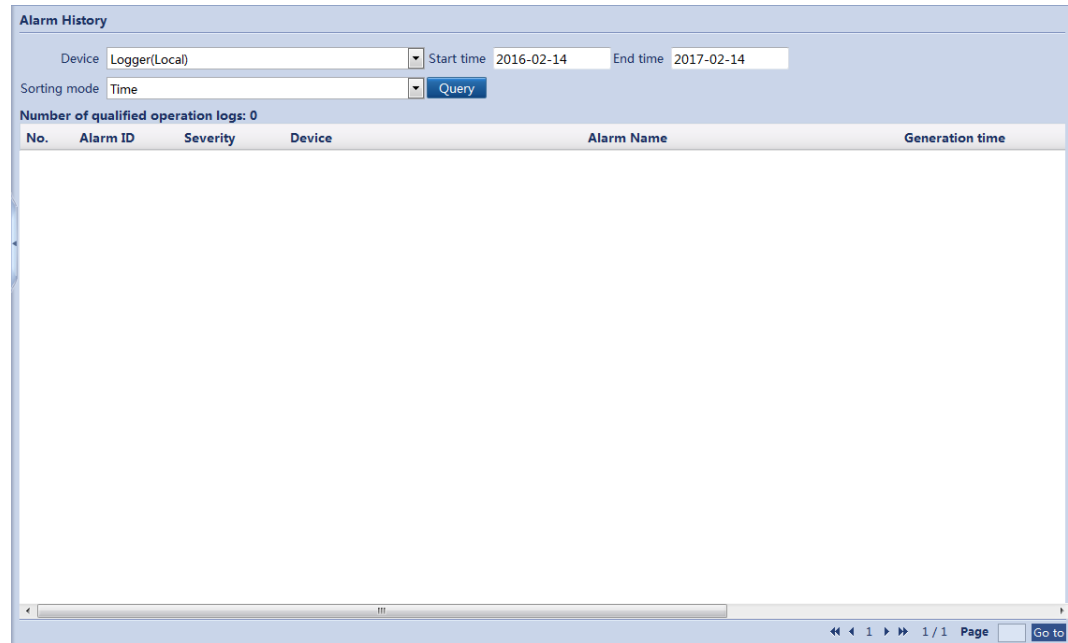 Alarm History
Device Logger(Local) Start time 2016-02-14 End time 2017-02-14
Sorting mode Time Query
Number of qualified operation logs: 0
No. Alarm ID Severity Device Alarm Name Generation time
1 1 / 1 Page Go to